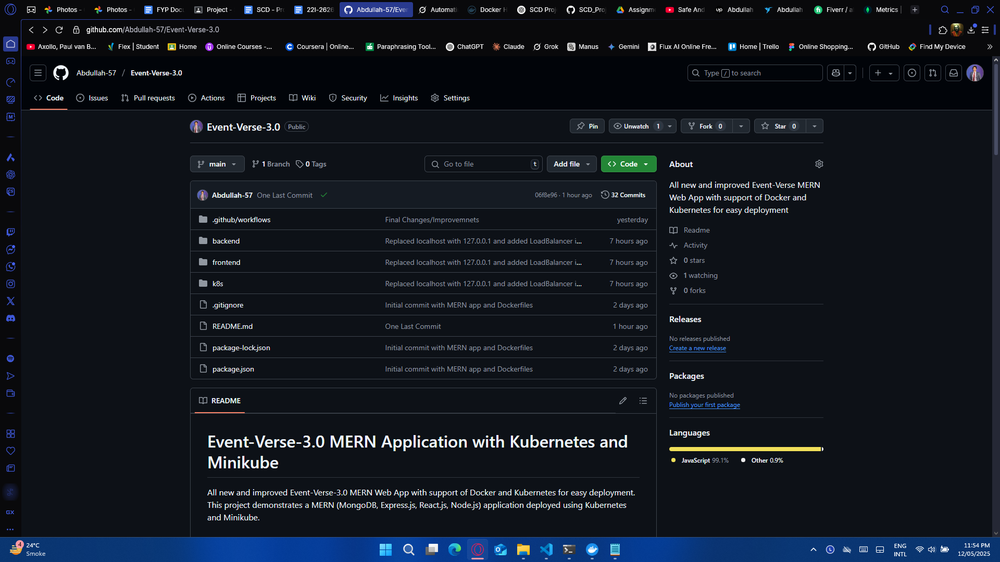 Photos -
Photos -
FYP Docu
Project -
SCD - Pro
22I-2626
Abdullah-57/Even
Automati
Docker H
SCD Proj
SCD_Proj
Assignme
Safe And
Abdullah
Abdullah
Fiverr / a
Metrics |
github.com/Abdullah-57/Event-Verse-3.0
Axollo, Paul van B...
Flex | Student
Home
Online Courses -...
Coursera | Online...
Paraphrasing Tool...
ChatGPT
Claude
Grok
Manus
Gemini
Flux AI Online Fre...
Home | Trello
Online Shopping...
GitHub
Find My Device
Abdullah-57 / Event-Verse-3.0
Type / to search
Code
Issues
Pull requests
Actions
Projects
Wiki
Security
Insights
Settings
Event-Verse-3.0 Public
Pin
Unwatch 1
Fork 0
Star 0
main
1 Branch
0 Tags
Go to file t
Add file
Code
Abdullah-57 One Last Commit
06f8e96 · 1 hour ago
32 Commits
.github/workflows Final Changes/Improvemnets yesterday
backend Replaced localhost with 127.0.0.1 and added LoadBalancer i... 7 hours ago
frontend Replaced localhost with 127.0.0.1 and added LoadBalancer i... 7 hours ago
k8s Replaced localhost with 127.0.0.1 and added LoadBalancer i... 7 hours ago
.gitignore Initial commit with MERN app and Dockerfiles 2 days ago
README.md One Last Commit 1 hour ago
package-lock.json Initial commit with MERN app and Dockerfiles 2 days ago
package.json Initial commit with MERN app and Dockerfiles 2 days ago
README
Event-Verse-3.0 MERN Application with Kubernetes and
Minikube
All new and improved Event-Verse-3.0 MERN Web App with support of Docker and Kubernetes for easy deployment.
This project demonstrates a MERN (MongoDB, Express.js, React.js, Node.js) application deployed using Kubernetes
and Minikube.
About
All new and improved Event-Verse MERN
Web App with support of Docker and
Kubernetes for easy deployment
Readme
Activity
0 stars
1 watching
0 forks
Releases
No releases published
Create a new release
Packages
No packages published
Publish your first package
Languages
JavaScript 99.1%
Other 0.9%
GX
4
24°C
Smoke
ENG
INTL
11:54 PM
12/05/2025